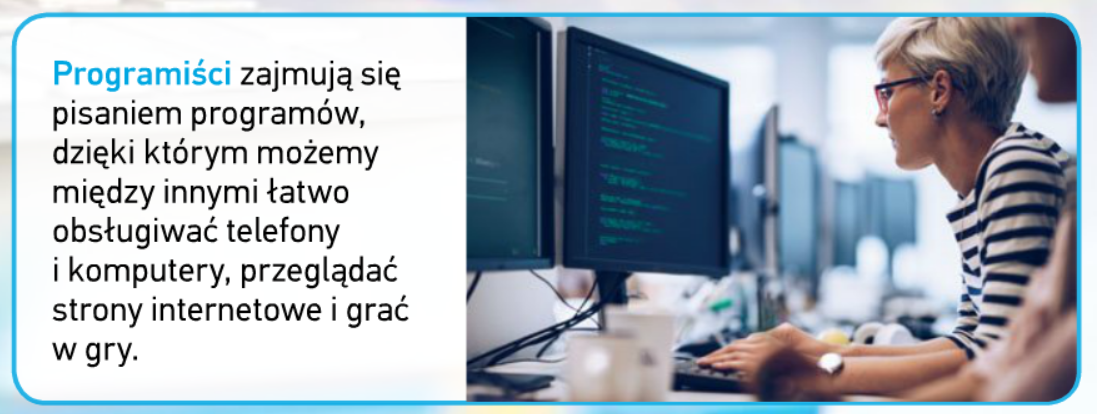 Programiści zajmują się
pisaniem programów,
dzięki którym możemy
między innymi łatwo
obsługiwać telefony
i komputery, przeglądać
strony internetowe i grać
w gry.